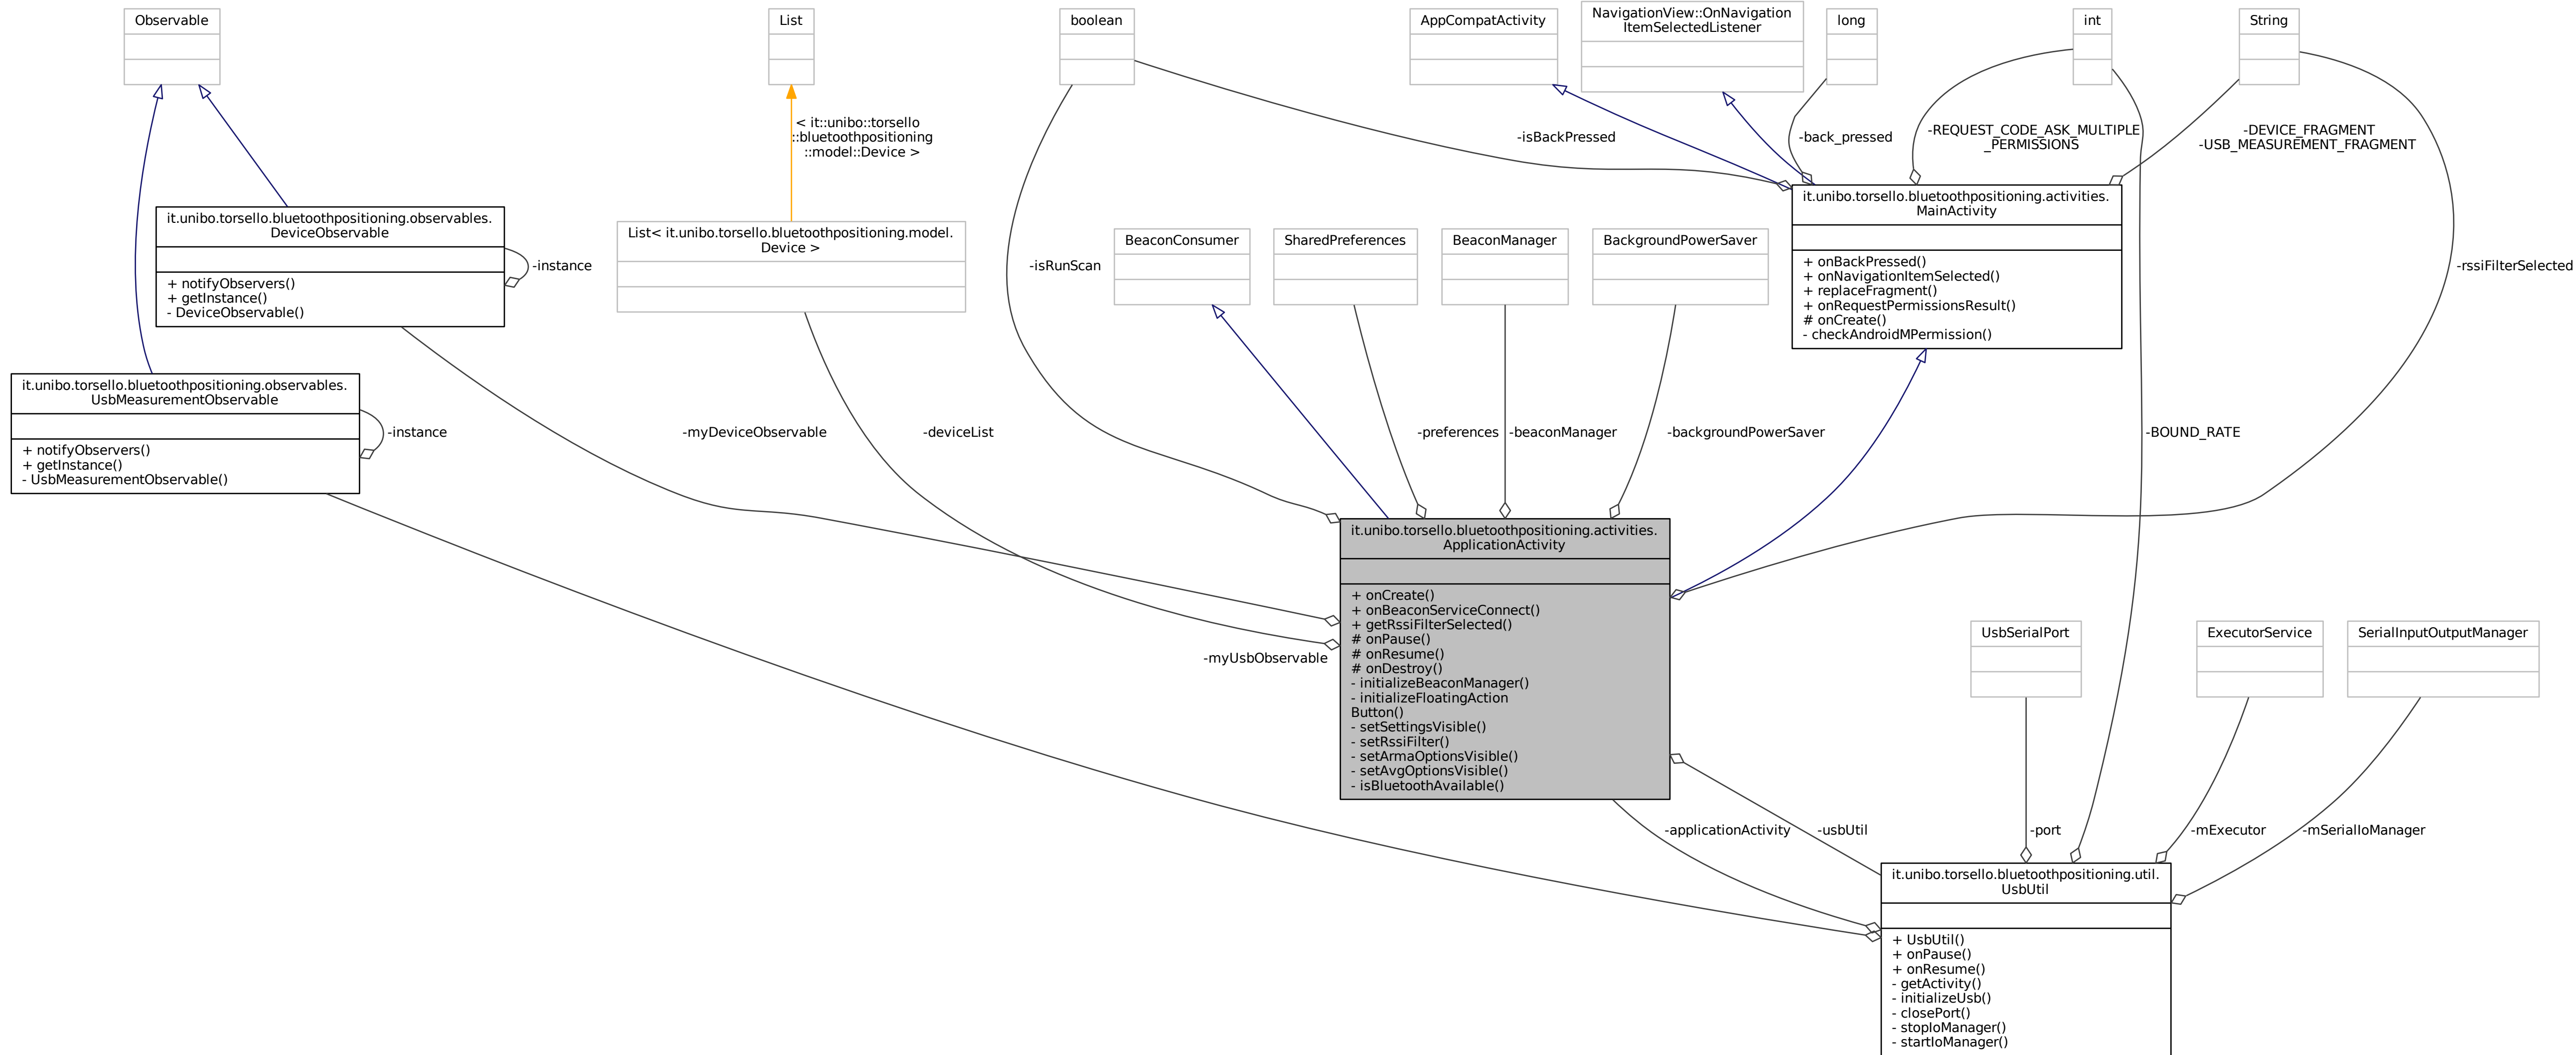 Observable
List
boolean
AppCompatActivity
NavigationView::OnNavigation
ItemSelectedListener
long
int
String
< it::unibo::torsello
::bluetoothpositioning
::model::Device >
-isBackPressed
-back_pressed
-REQUEST_CODE_ASK_MULTIPLE
_PERMISSIONS
-DEVICE_FRAGMENT
-USB_MEASUREMENT_FRAGMENT
it.unibo.torsello.bluetoothpositioning.observables.
DeviceObservable
+ notifyObservers()
+ getInstance()
- DeviceObservable()
-instance
List< it.unibo.torsello.bluetoothpositioning.model.
Device >
-isRunScan
BeaconConsumer
SharedPreferences
BeaconManager
BackgroundPowerSaver
it.unibo.torsello.bluetoothpositioning.activities.
MainActivity
+ onBackPressed()
+ onNavigationItemSelected()
+ replaceFragment()
+ onRequestPermissionsResult()
# onCreate()
- checkAndroidMPermission()
-rssiFilterSelected
it.unibo.torsello.bluetoothpositioning.observables.
UsbMeasurementObservable
+ notifyObservers()
+ getInstance()
- UsbMeasurementObservable()
-instance
-myDeviceObservable
-deviceList
-preferences
-beaconManager
-backgroundPowerSaver
-BOUND_RATE
it.unibo.torsello.bluetoothpositioning.activities.
ApplicationActivity
+ onCreate()
+ onBeaconServiceConnect()
+ getRssiFilterSelected()
# onPause()
# onResume()
# onDestroy()
- initializeBeaconManager()
- initializeFloatingAction
Button()
- setSettingsVisible()
- setRssiFilter()
- setArmaOptionsVisible()
- setAvgOptionsVisible()
- isBluetoothAvailable()
-myUsbObservable
UsbSerialPort
ExecutorService
SerialInputOutputManager
-applicationActivity
-usbUtil
-port
-mExecutor
-mSerialIoManager
it.unibo.torsello.bluetoothpositioning.util.
UsbUtil
+ UsbUtil()
+ onPause()
+ onResume()
- getActivity()
- initializeUsb()
- closePort()
- stopIoManager()
- startIoManager()